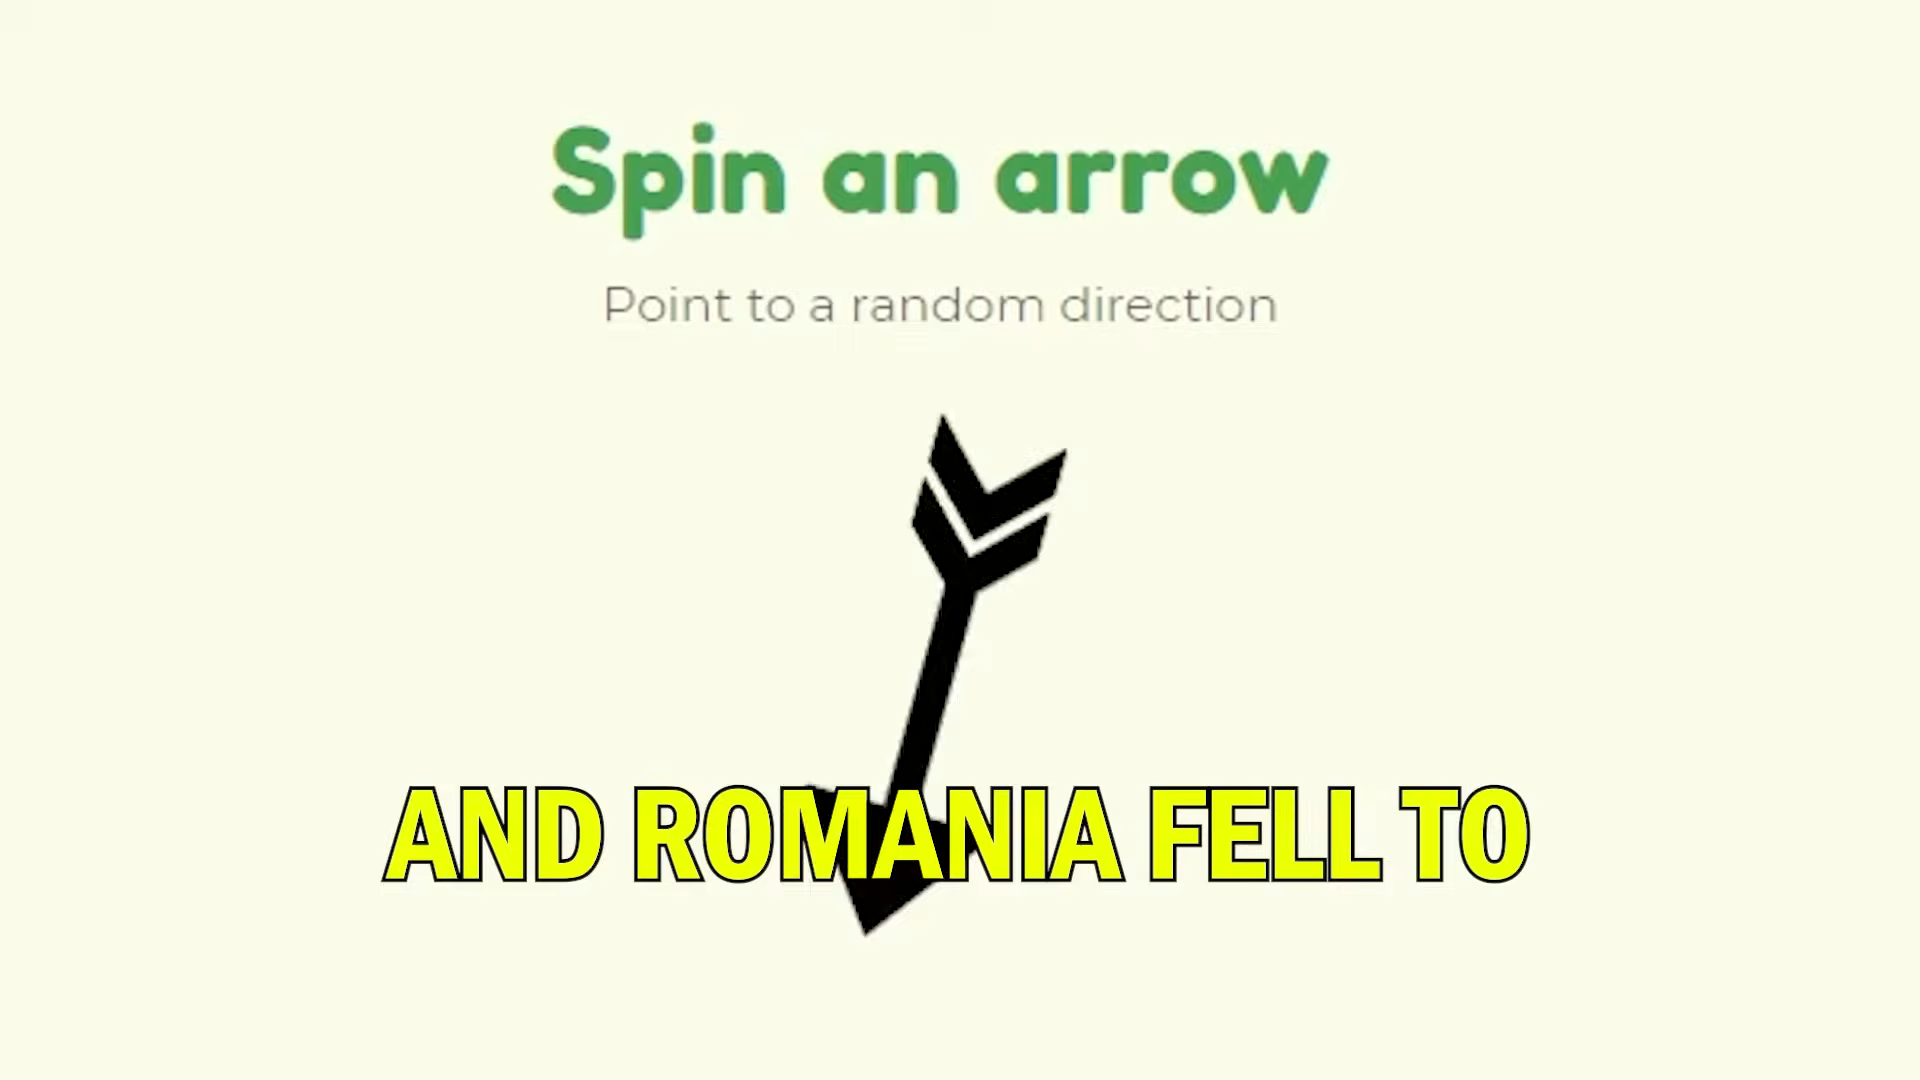 Spin an arrow
Point to a random direction
AND ROMANIA FELL TO